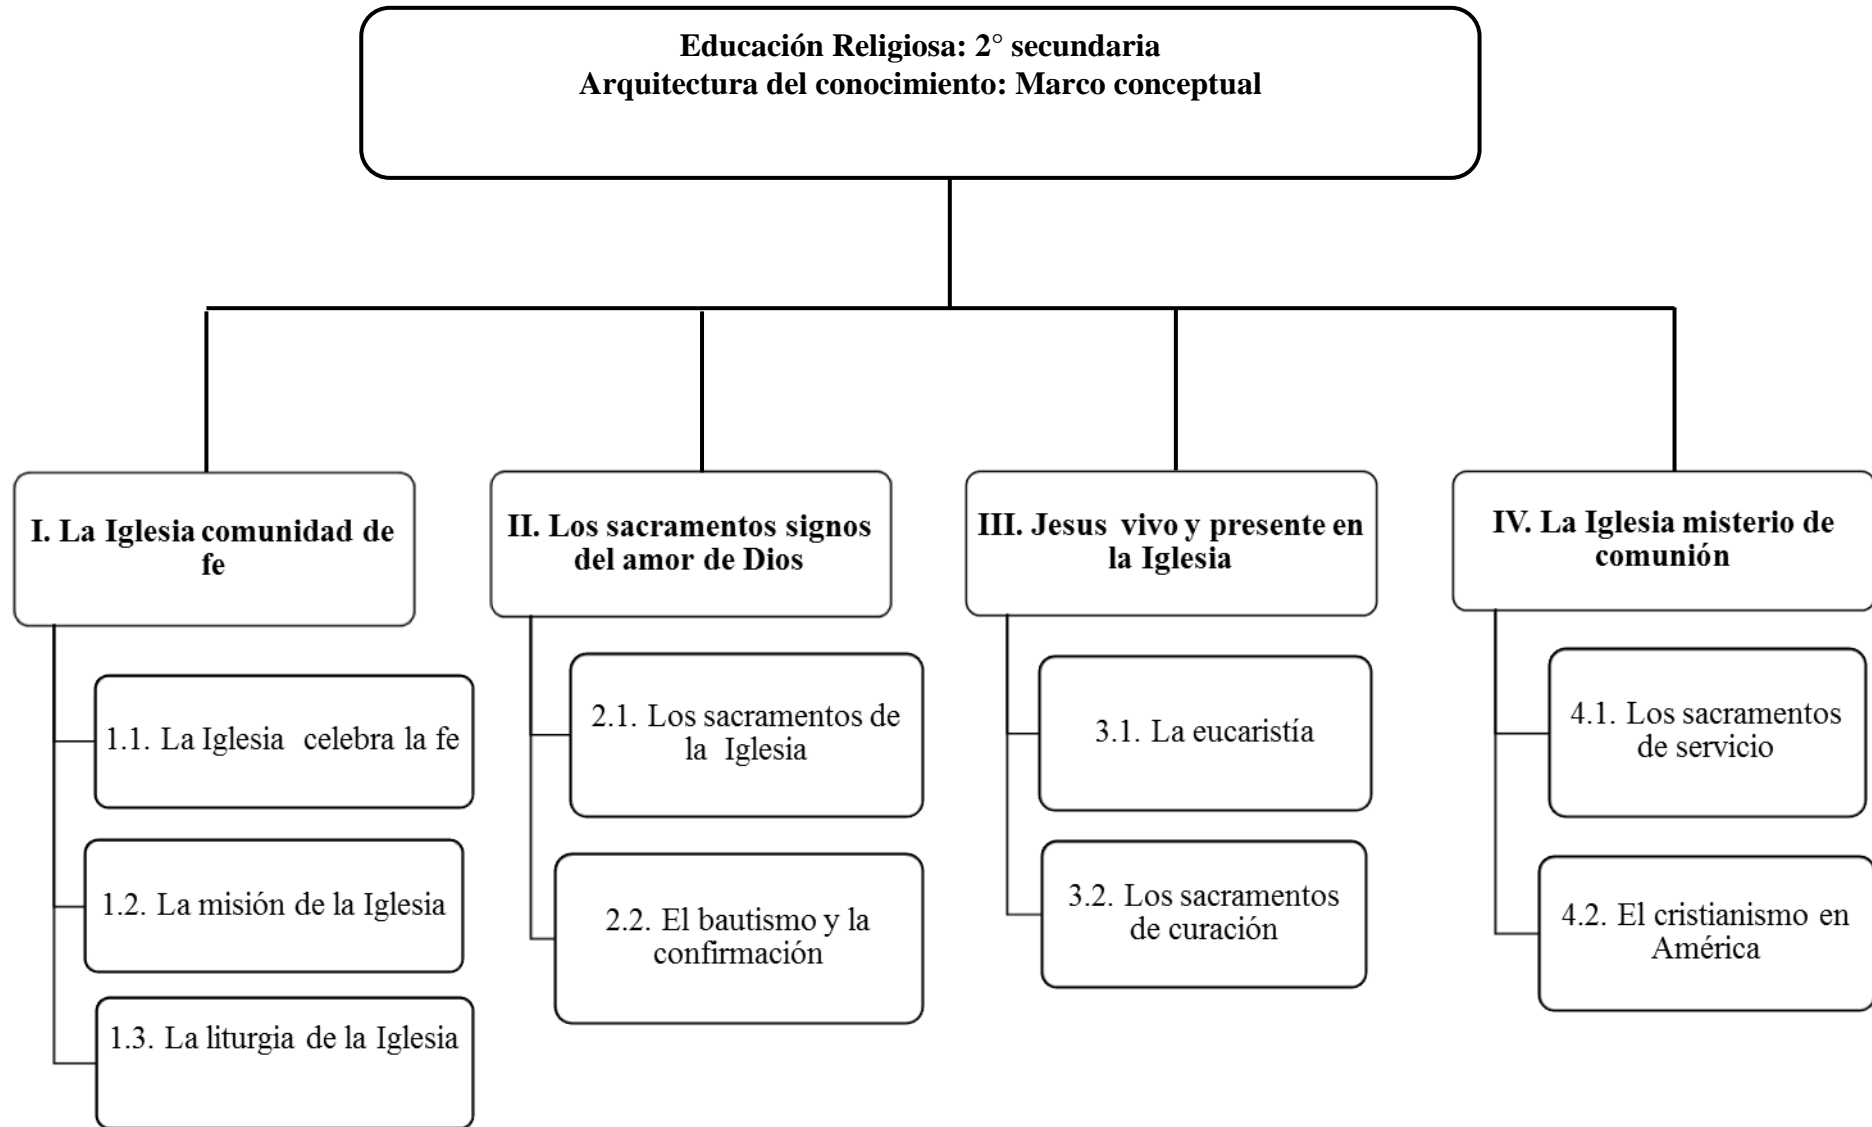 Educación Religiosa: 2° secundaria
Arquitectura del conocimiento: Marco conceptual
I. La Iglesia comunidad de
fe
1.1. La Iglesia celebra la fe
1.2. La misión de la Iglesia
1.3. La liturgia de la Iglesia
II. Los sacramentos signos
del amor de Dios
2.1. Los sacramentos de
la Iglesia
2.2. El bautismo y la
confirmación
III. Jesus vivo y presente en
la Iglesia
3.1. La eucaristía
3.2. Los sacramentos
de curación
IV. La Iglesia misterio de
comunión
4.1. Los sacramentos
de servicio
4.2. El cristianismo en
América